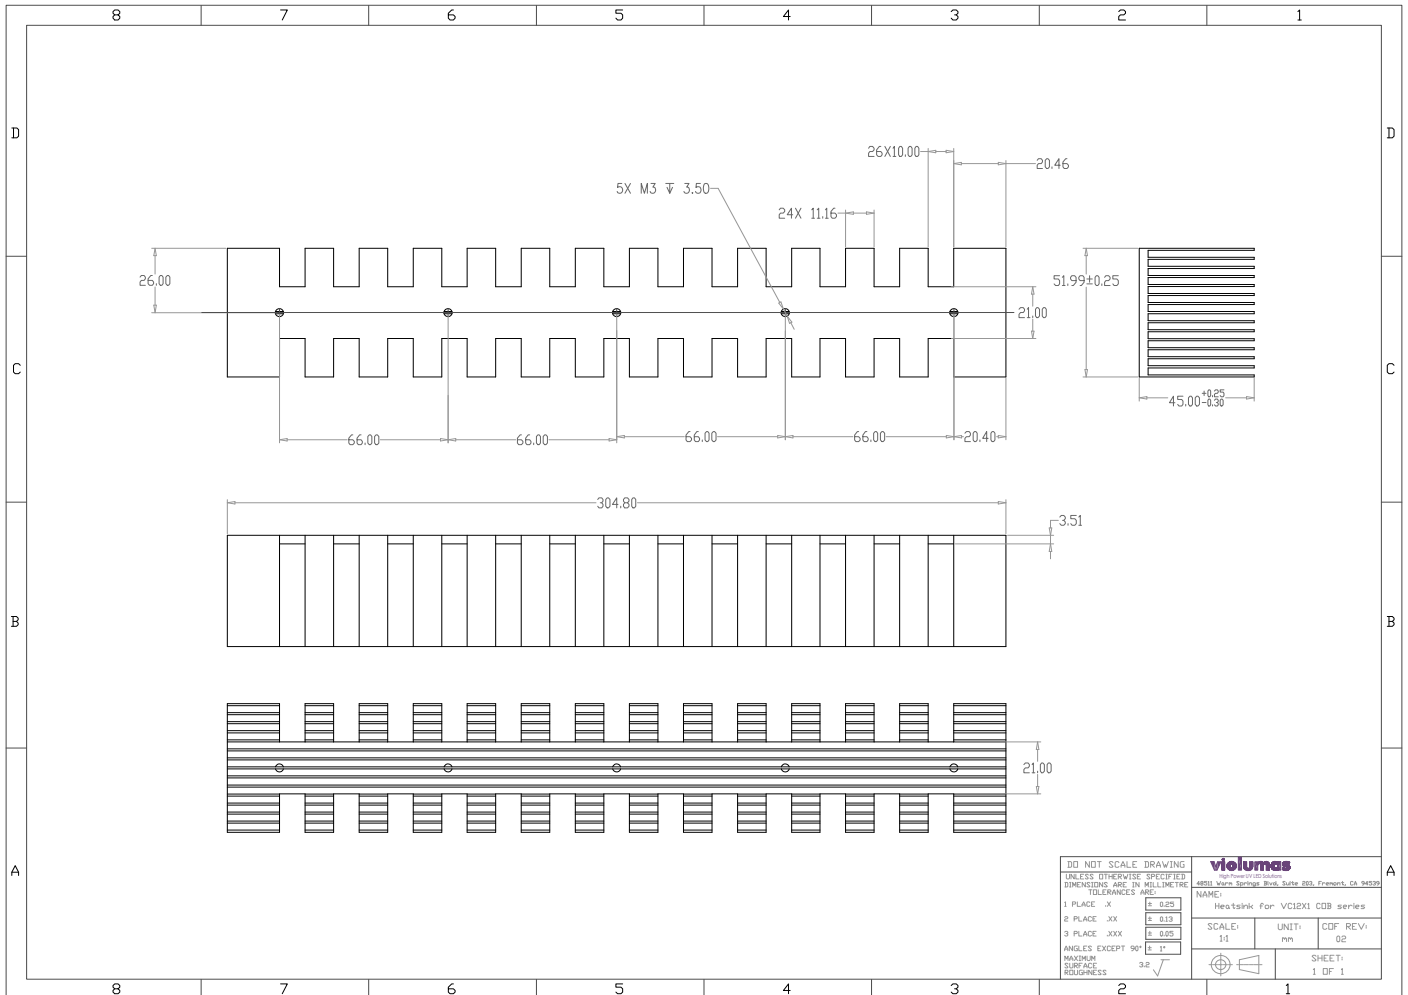 8 7 6 5 4 3 2 1
D D
26X10.00
20.46
5X M3 ↧ 3.50
24X 11.16
26.00
51.99±0.25
21.00
C C
+0.25
45.00-0.30
66.00 66.00 66.00 66.00 20.40
304.80
3.51
B B
21.00
A A
DO NOT SCALE DRAWING
UNLESS OTHERWISE SPECIFIED
DIMENSIONS ARE IN MILLIMETRE
TOLERANCES ARE:
1 PLACE .X ± 0.25
2 PLACE .XX ± 0.13
3 PLACE .XXX ± 0.05
ANGLES EXCEPT 90° ± 1°
MAXIMUM
SURFACE
ROUGHNESS
3.2
violumas
High Power UV LED Solutions
48511 Warm Springs Blvd, Suite 203, Fremont, CA 94539
NAME:
Heatsink for VC12X1 COB series
SCALE:
1:1
UNIT:
MM
COF REV:
02
SHEET:
1 OF 1
8 7 6 5 4 3 2 1